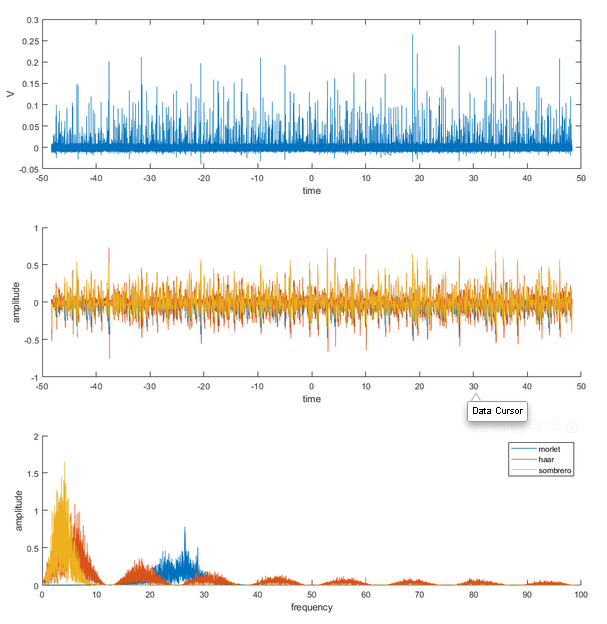 0.3
0.25
0.2
0.15
0.1
0.05
0
-0.05
V
-50 -40 -30 -20 -10 0 10 20 30 40 50
time
1
0.5
0
-0.5
-1
amplitude
-50 -40 -30 -20 -10 0 10 20 30 40 50
time
Data Cursor
2
1.5
1
0.5
0
amplitude
morlet
haar
sombrero
0 10 20 30 40 50 60 70 80 90 100
frequency